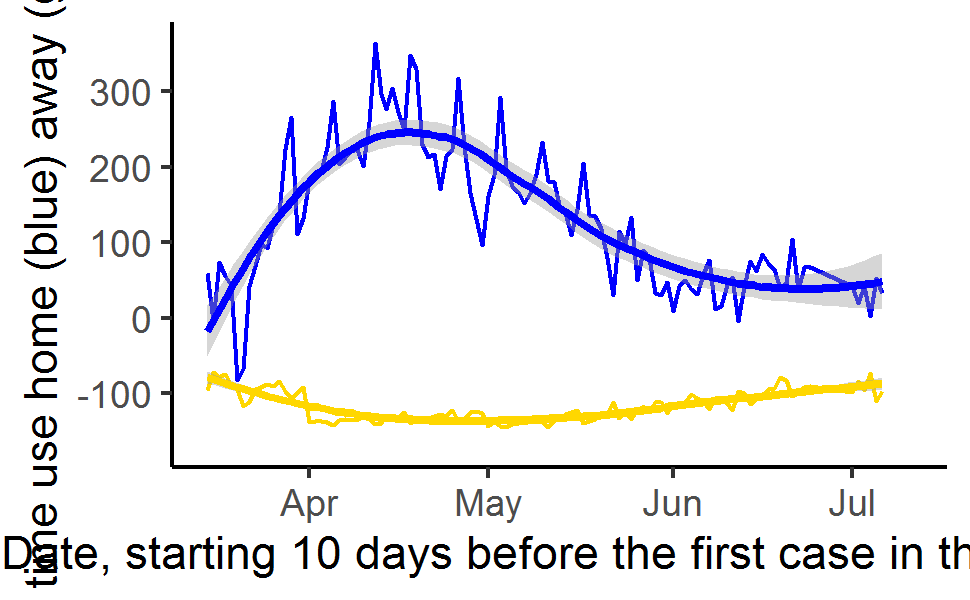 time use home (blue) away (
300
200
100
0
-100
Apr May Jun Jul
Date, starting 10 days before the first case in th